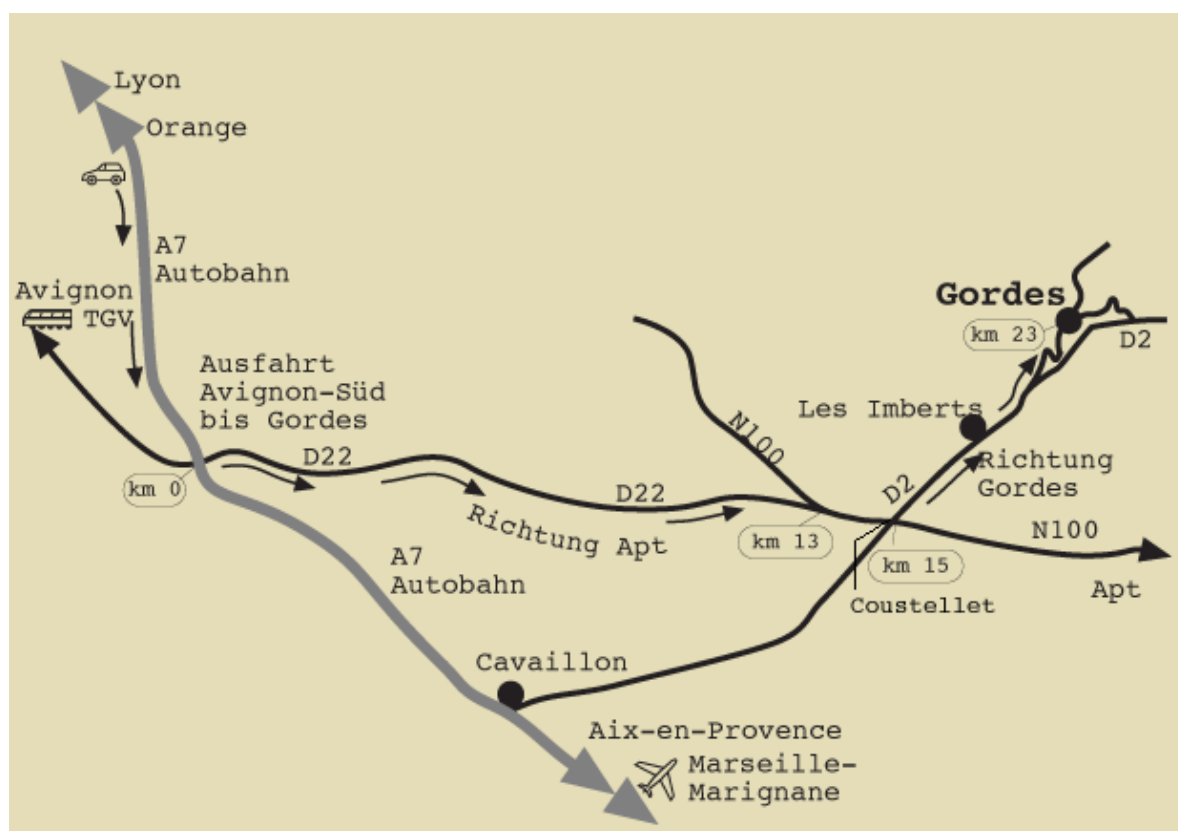 Lyon
Orange
A7
Autobahn
Avignon
TGV
Gordes
km 23
D2
Ausfahrt
Avignon-Süd
bis Gordes
Les Imberts
N100
D22
km 0
Richtung
Gordes
D2
D22
Richtung Apt
N100
km 13
km 15
A7
Autobahn
Apt
Coustellet
Cavaillon
Aix-en-Provence
Marseille-
Marignane